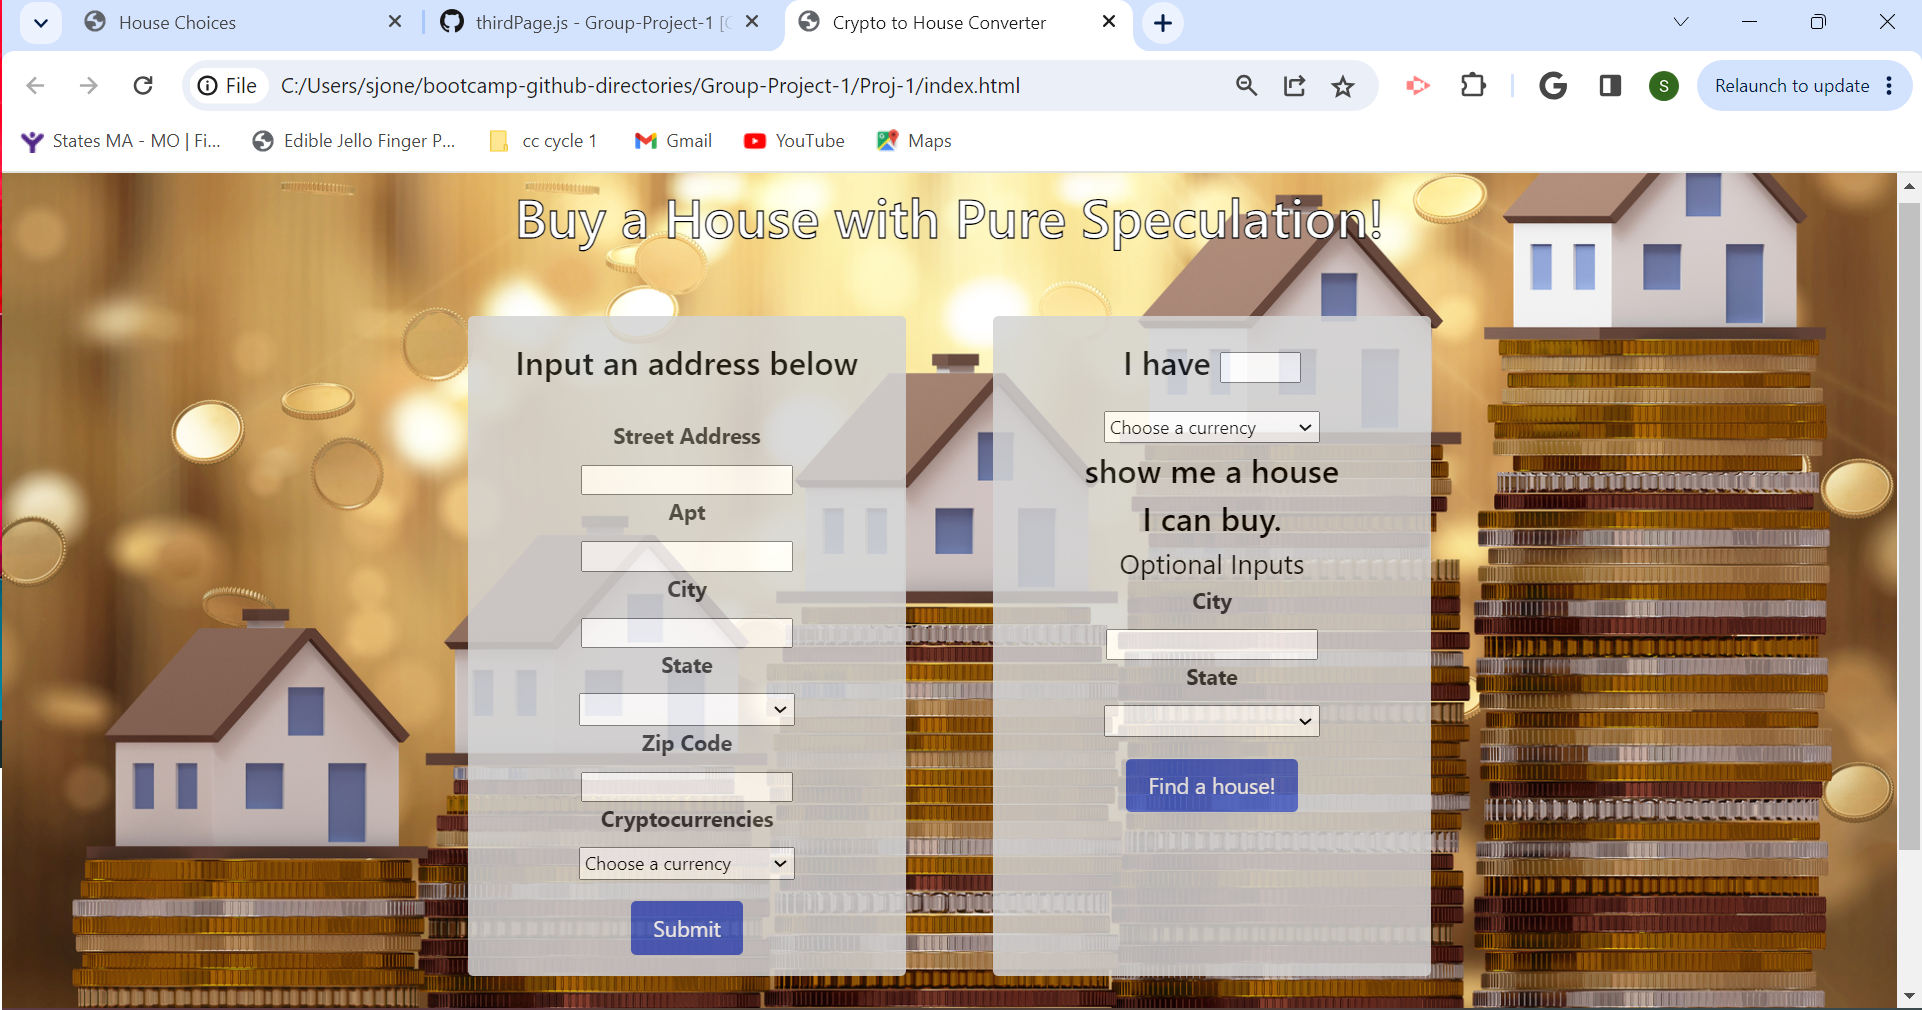 House Choices
thirdPage.js - Group-Project-1 [
Crypto to House Converter
File
C:/Users/sjone/bootcamp-github-directories/Group-Project-1/Proj-1/index.html
S
Relaunch to update
States MA - MO | Fi...
Edible Jello Finger P...
cc cycle 1
Gmail
YouTube
Maps
Buy a House with Pure Speculation!
Input an address below
Street Address
Apt
City
State
Zip Code
Cryptocurrencies
Choose a currency
Submit
I have
Choose a currency
show me a house
I can buy.
Optional Inputs
City
State
Find a house!